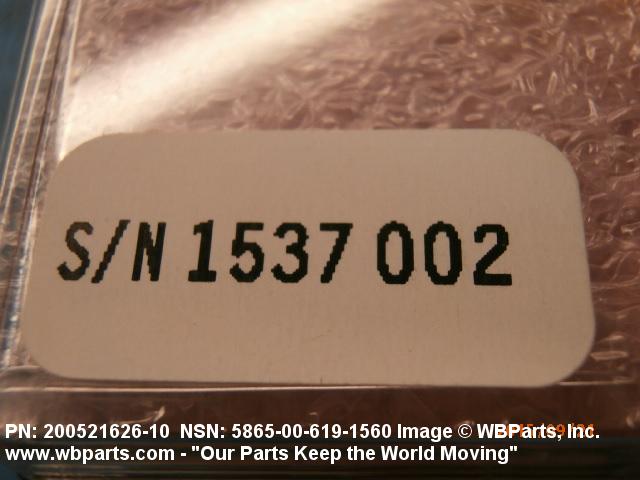 S/N 1537 002
PN: 200521626-10 NSN: 5865-00-619-1560 Image © WBParts, Inc.
www.wbparts.com - "Our Parts Keep the World Moving"